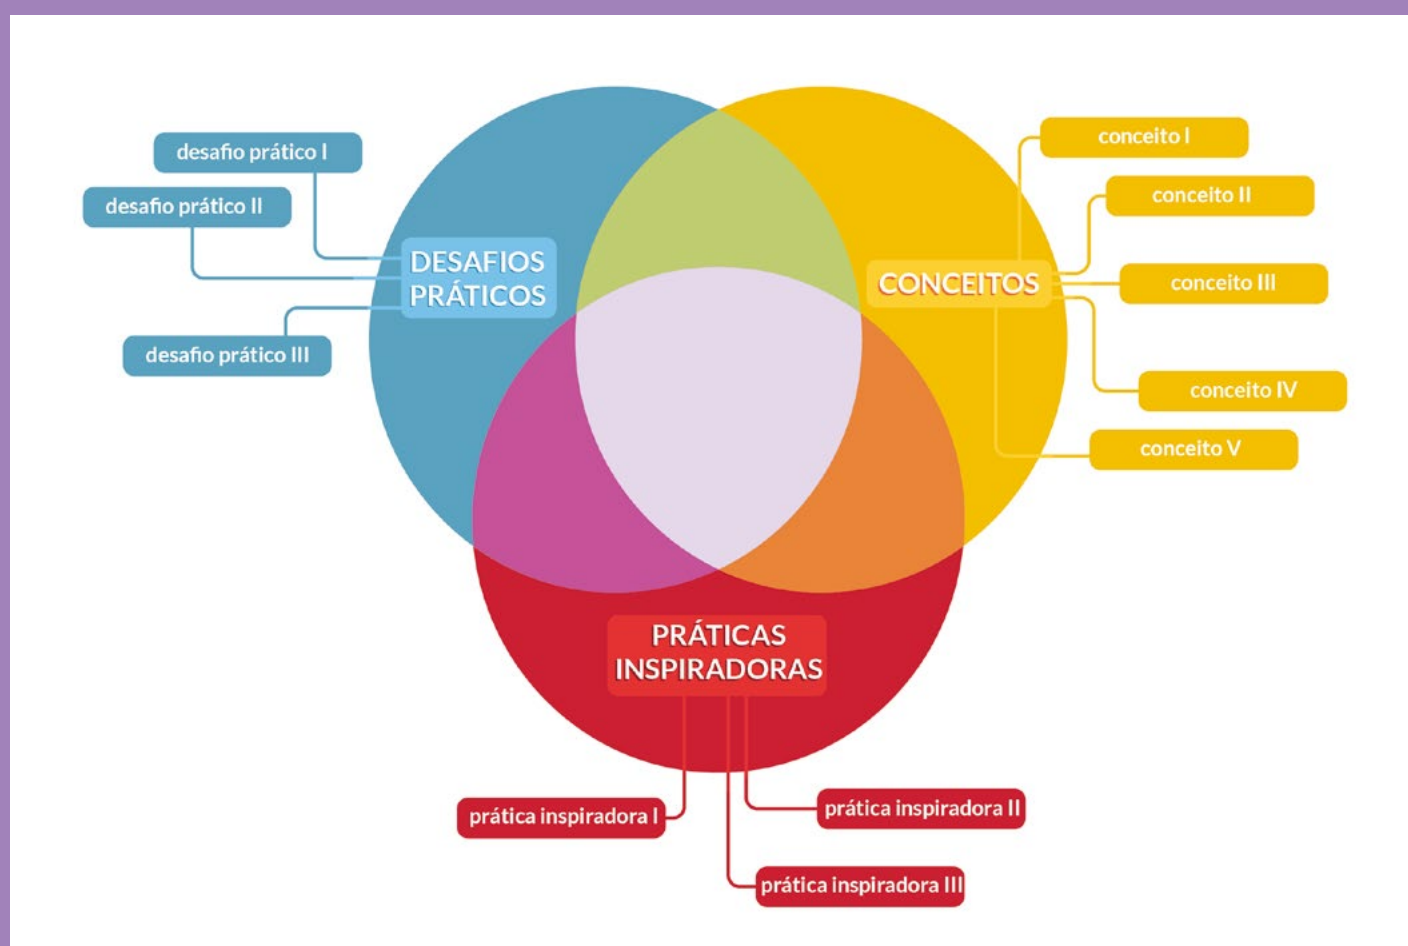 desafio prático I
desafio prático II
DESAFIOS
PRÁTICOS
desafio prático III
conceito I
conceito II
CONCEITOS
conceito III
conceito IV
conceito V
PRÁTICAS
INSPIRADORAS
prática inspiradora I
prática inspiradora II
prática inspiradora III